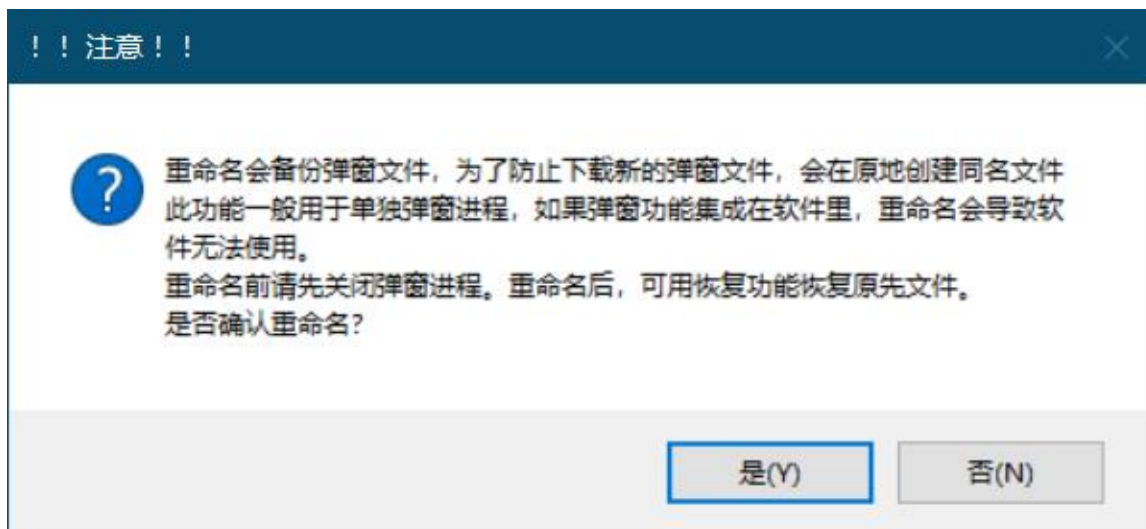 ！！注意！！
重命名会备份弹窗文件，为了防止下载新的弹窗文件，会在原地创建同名文件
此功能一般用于单独弹窗进程，如果弹窗功能集成在软件里，重命名会导致软
件无法使用。
重命名前请先关闭弹窗进程。重命名后，可用恢复功能恢复原先文件。
是否确认重命名？
是(Y)
否(N)